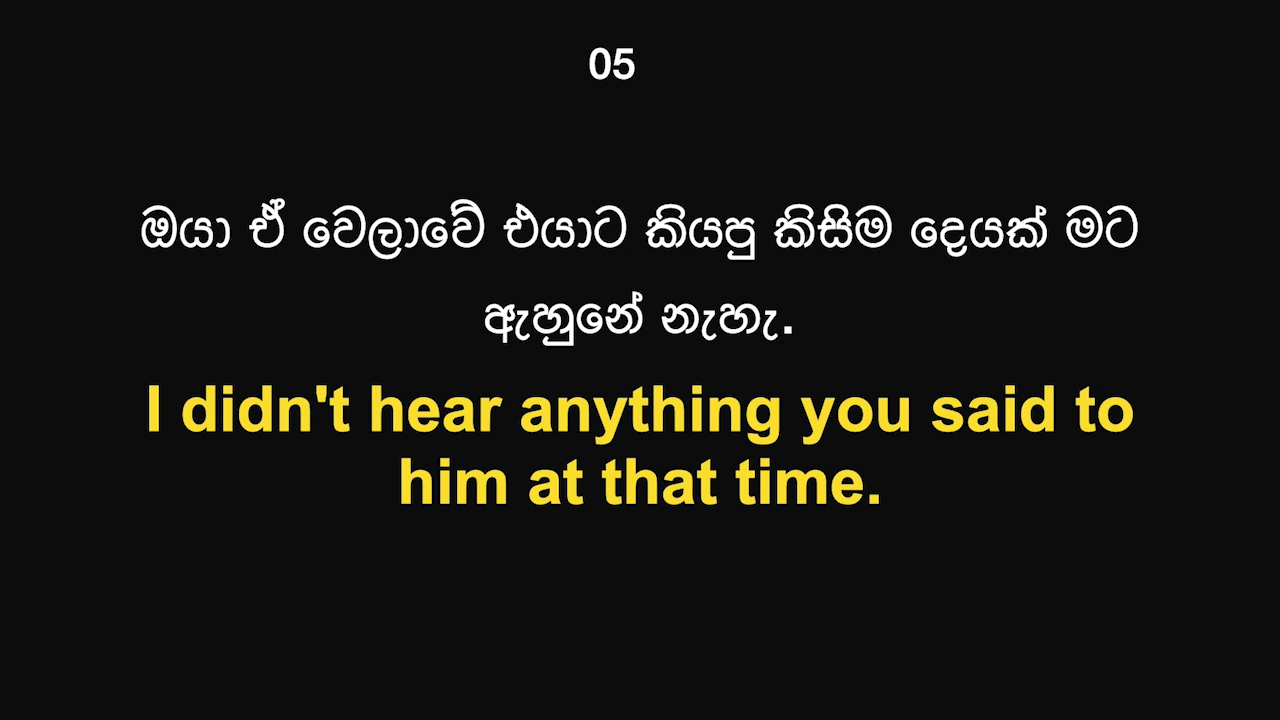 05
ඔයා ඒ වෙලාවේ එයාට කියපු කිසිම දෙයක් මට
ඇහුනේ නැහැ.
I didn't hear anything you said to
him at that time.